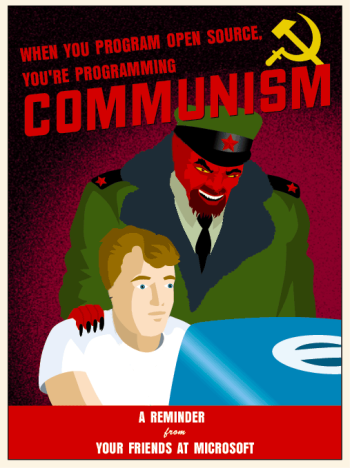 WHEN YOU PROGRAM OPEN SOURCE,
YOU'RE PROGRAMMING
COMMUNISM
A REMINDER
from
YOUR FRIENDS AT MICROSOFT